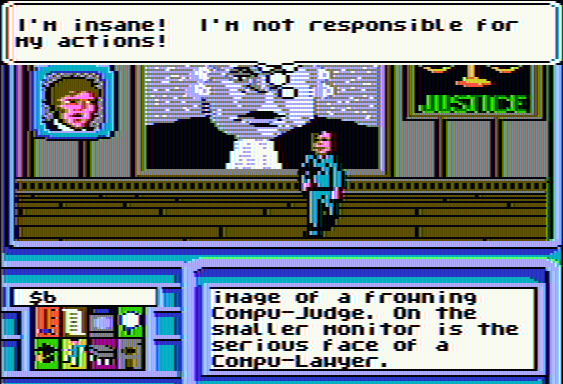 I'm insane!  I'm not responsible for
my actions!
JUSTICE
$6
image of a frowning
Compu-Judge. On the
smaller monitor is the
serious face of a
Compu-Lawyer.